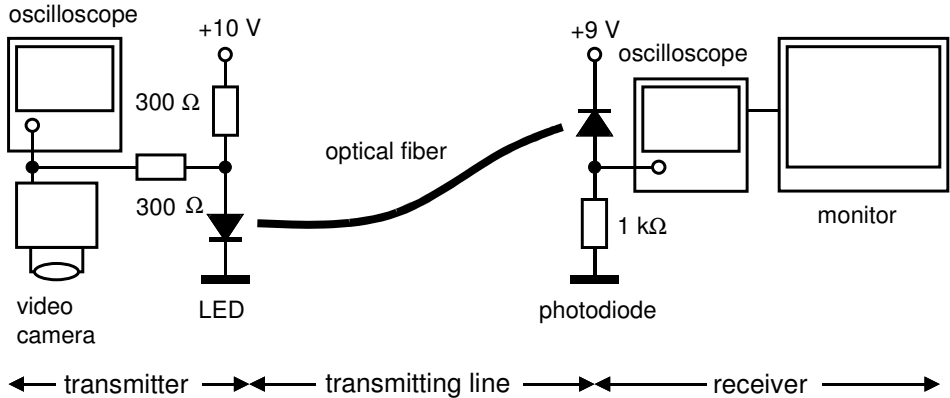 oscilloscope
+10 V
+9 V
oscilloscope
300 Ω
optical fiber
300 Ω
1 kΩ
monitor
video
camera
LED
photodiode
transmitter
transmitting line
receiver